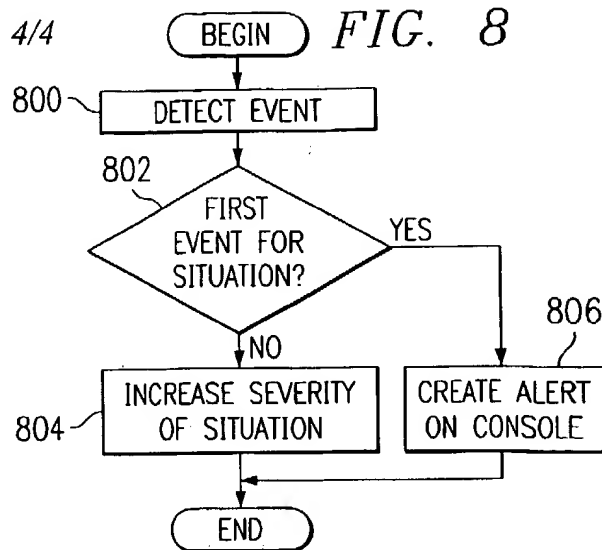 4/4
BEGIN
FIG. 8
800
DETECT EVENT
802
FIRST
EVENT FOR
SITUATION?
YES
NO
806
804
INCREASE SEVERITY
OF SITUATION
CREATE ALERT
ON CONSOLE
END